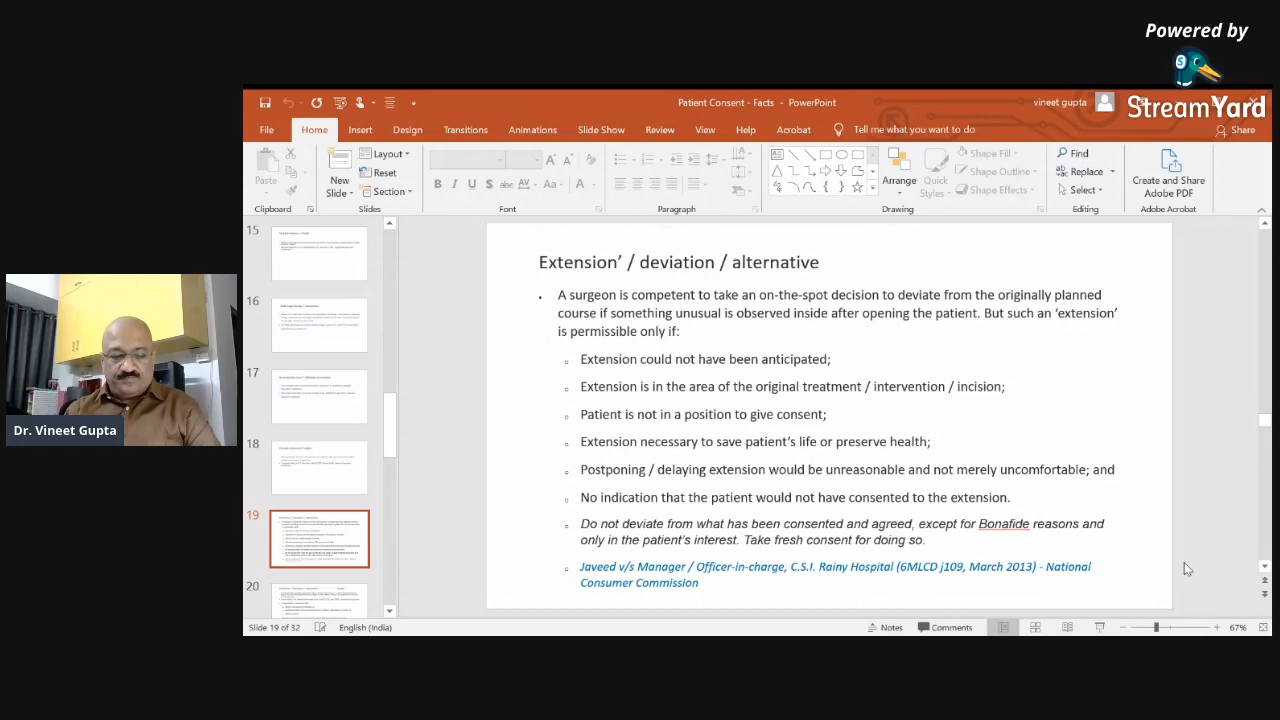 Powered by
StreamYard
Patient Consent - Facts - PowerPoint
vineet gupta
File Home Insert Design Transitions Animations Slide Show Review View Help Acrobat Tell me what you want to do Share
Paste
New
Slide
Layout
Reset
Section
B I U S abc AV Aa A
Arrange
Quick
Styles
Shape Fill
Shape Outline
Shape Effects
Find
Replace
Select
Create and Share
Adobe PDF
Clipboard Slides Font Paragraph Drawing Editing Adobe Acrobat
15
16
17
18
19
20
Extension’ / deviation / alternative
A surgeon is competent to take an on-the-spot decision to deviate from the originally planned
course if something unusual is observed inside after opening the patient. But such an ‘extension’
is permissible only if:
Extension could not have been anticipated;
Extension is in the area of the original treatment / intervention / incision;
Patient is not in a position to give consent;
Extension necessary to save patient’s life or preserve health;
Postponing / delaying extension would be unreasonable and not merely uncomfortable; and
No indication that the patient would not have consented to the extension.
Do not deviate from what has been consented and agreed, except for bonafide reasons and
only in the patient's interest. Take fresh consent for doing so.
Javeed v/s Manager / Officer-in-charge, C.S.I. Rainy Hospital (6MLCD j109, March 2013) - National
Consumer Commission
Dr. Vineet Gupta
Slide 19 of 32 English (India) Notes Comments 67%